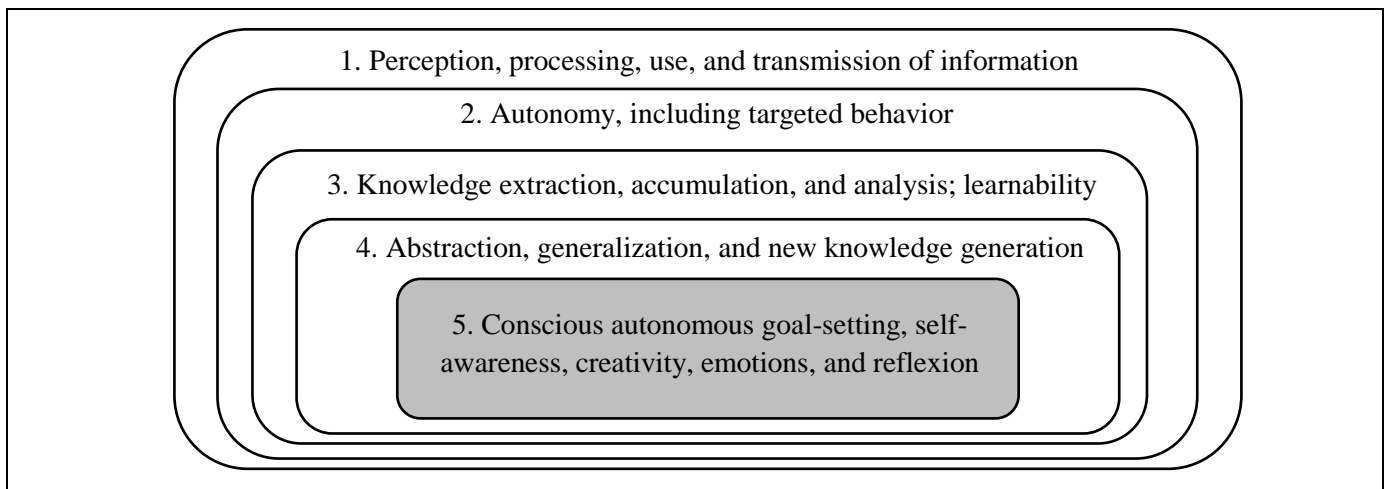 1. Perception, processing, use, and transmission of information
2. Autonomy, including targeted behavior
3. Knowledge extraction, accumulation, and analysis; learnability
4. Abstraction, generalization, and new knowledge generation
5. Conscious autonomous goal-setting, self-
awareness, creativity, emotions, and reflexion